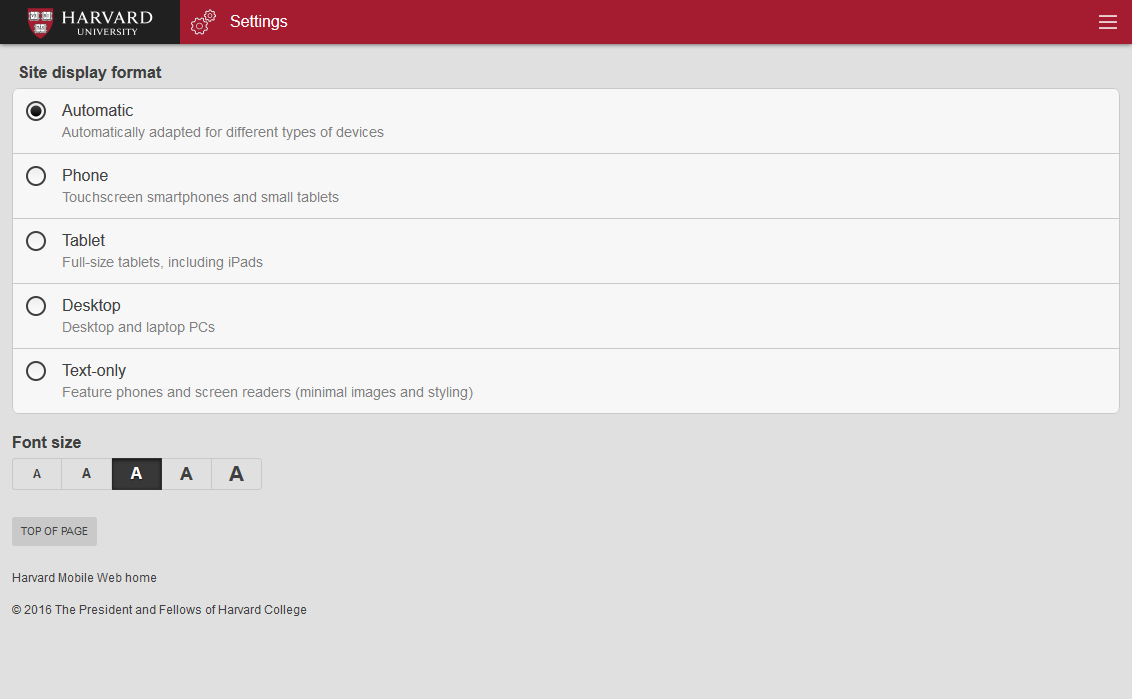 HARVARD
UNIVERSITY
Settings
Site display format
Automatic
Automatically adapted for different types of devices
Phone
Touchscreen smartphones and small tablets
Tablet
Full-size tablets, including iPads
Desktop
Desktop and laptop PCs
Text-only
Feature phones and screen readers (minimal images and styling)
Font size
A A A A A
TOP OF PAGE
Harvard Mobile Web home
© 2016 The President and Fellows of Harvard College